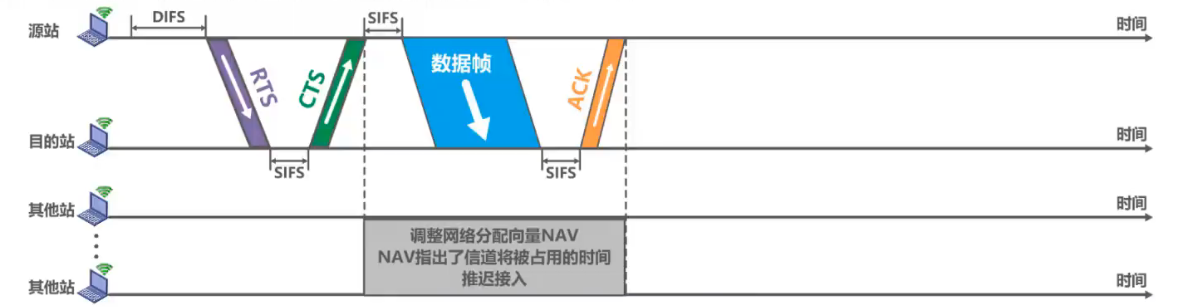 DIFS
SIFS
源站
时间
RTS
CTS
数据帧
ACK
目的站
时间
SIFS
SIFS
其他站
时间
调整网络分配向量NAV
NAV指出了信道将被占用的时间
推迟接入
其他站
时间